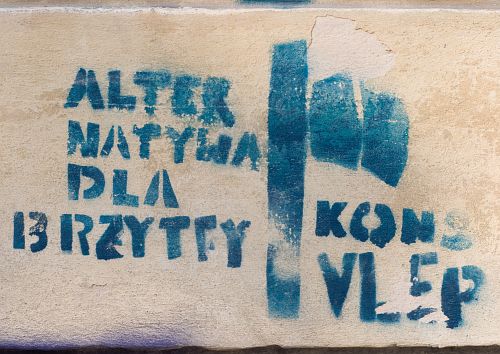 ALTER
NATYWA
DLA
BRZYTFY
KONS
VLEP